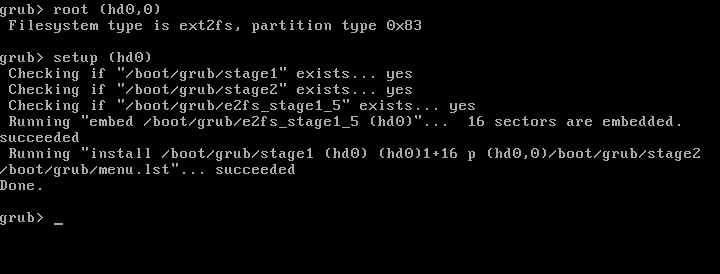 grub> root (hd0,0)
Filesystem type is ext2fs, partition type 0x83
grub> setup (hd0)
Checking if "/boot/grub/stage1" exists... yes
Checking if "/boot/grub/stage2" exists... yes
Checking if "/boot/grub/e2fs_stage1_5" exists... yes
Running "embed /boot/grub/e2fs_stage1_5 (hd0)"...  16 sectors are embedded.
succeeded
Running "install /boot/grub/stage1 (hd0) (hd0)1+16 p (hd0,0)/boot/grub/stage2
/boot/grub/menu.lst"... succeeded
Done.
grub> _